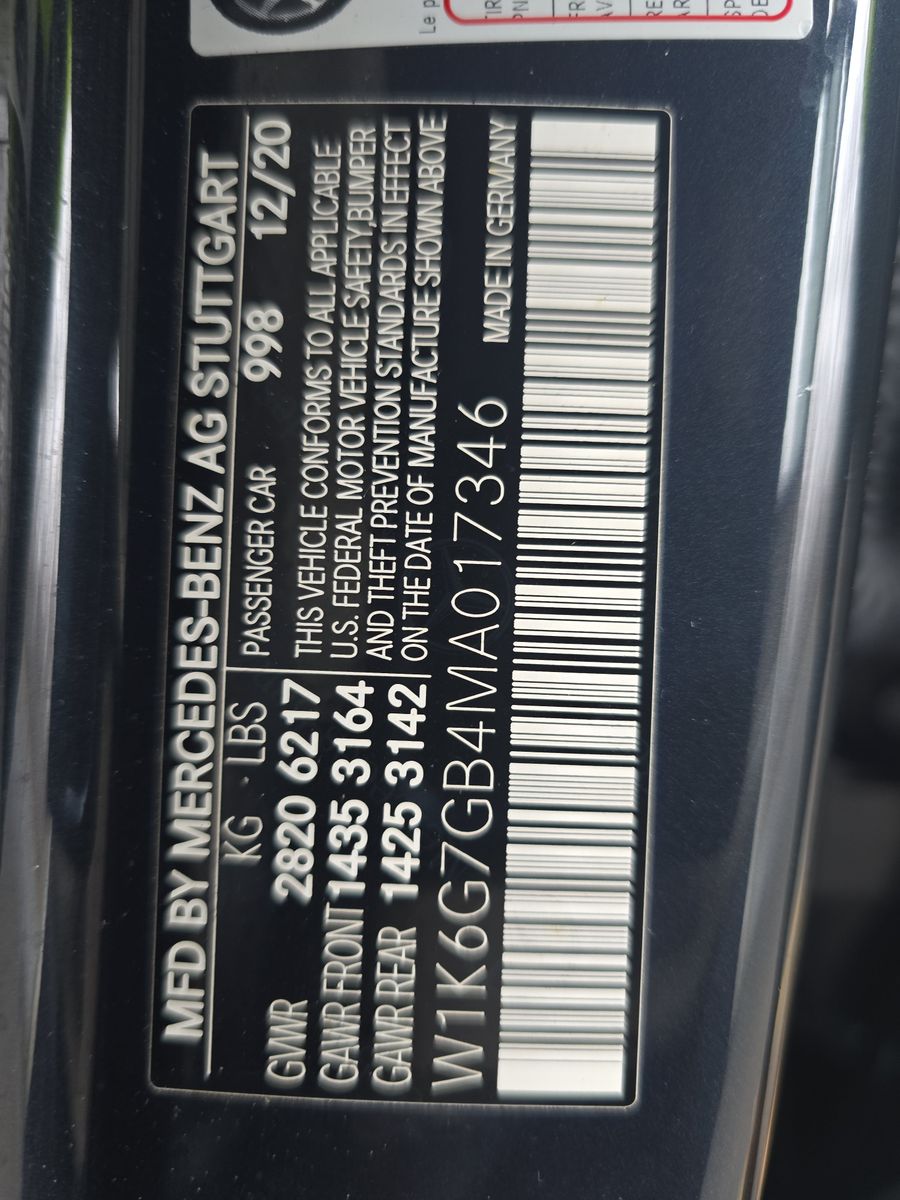 MFD BY MERCEDES-BENZ AG STUTTGART
KG · LBS
GVWR 2820 6217
GAWR FRONT 1435 3164
GAWR REAR 1425 3142
PASSENGER CAR 998 12/20
THIS VEHICLE CONFORMS TO ALL APPLICABLE
U.S. FEDERAL MOTOR VEHICLE SAFETY,BUMPER
AND THEFT PREVENTION STANDARDS IN EFFECT
ON THE DATE OF MANUFACTURE SHOWN ABOVE
W1K6G7GB4MA017346 MADE IN GERMANY
Le p